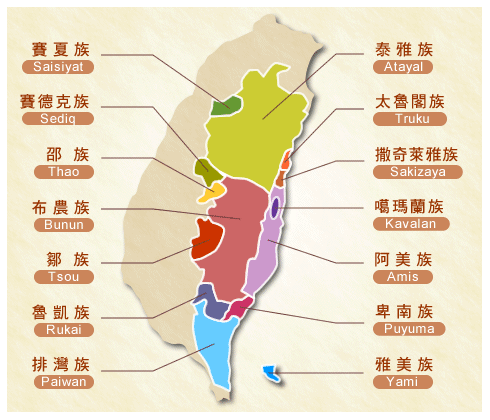 賽夏族
Saisiyat
賽德克族
Sediq
邵 族
Thao
布農族
Bunun
鄒 族
Tsou
魯凱族
Rukai
排灣族
Paiwan
泰雅族
Atayal
太魯閣族
Truku
撒奇萊雅族
Sakizaya
噶瑪蘭族
Kavalan
阿美族
Amis
卑南族
Puyuma
雅美族
Yami